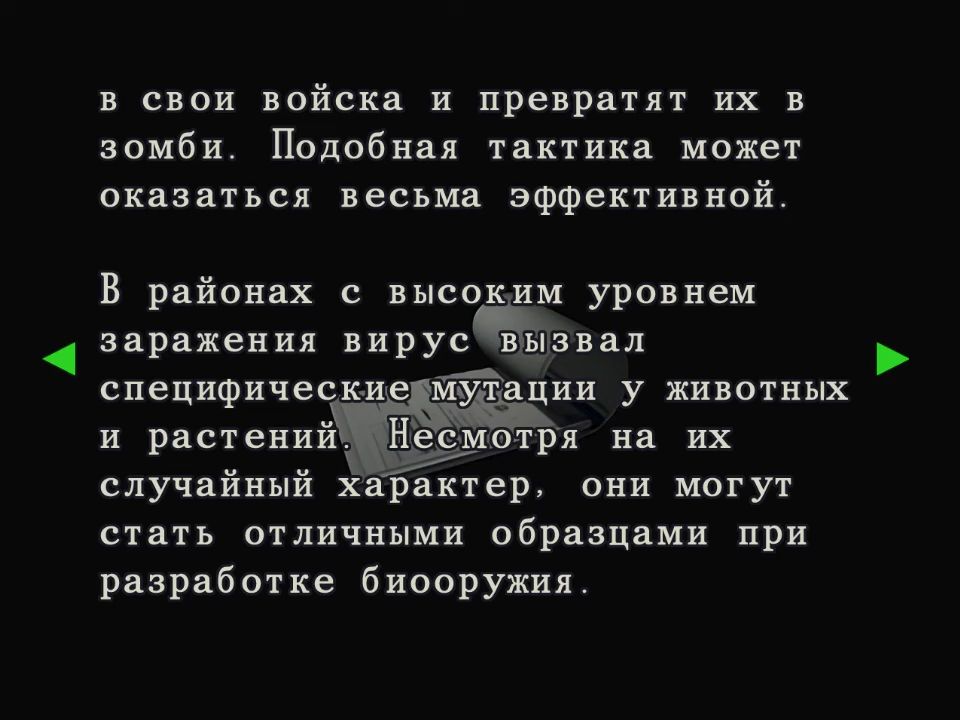 в свои войска и превратят их в
зомби. Подобная тактика может
оказаться весьма эффективной.
В районах с высоким уровнем
заражения вирус вызвал
специфические мутации у животных
и растений. Несмотря на их
случайный характер, они могут
стать отличными образцами при
разработке биооружия.